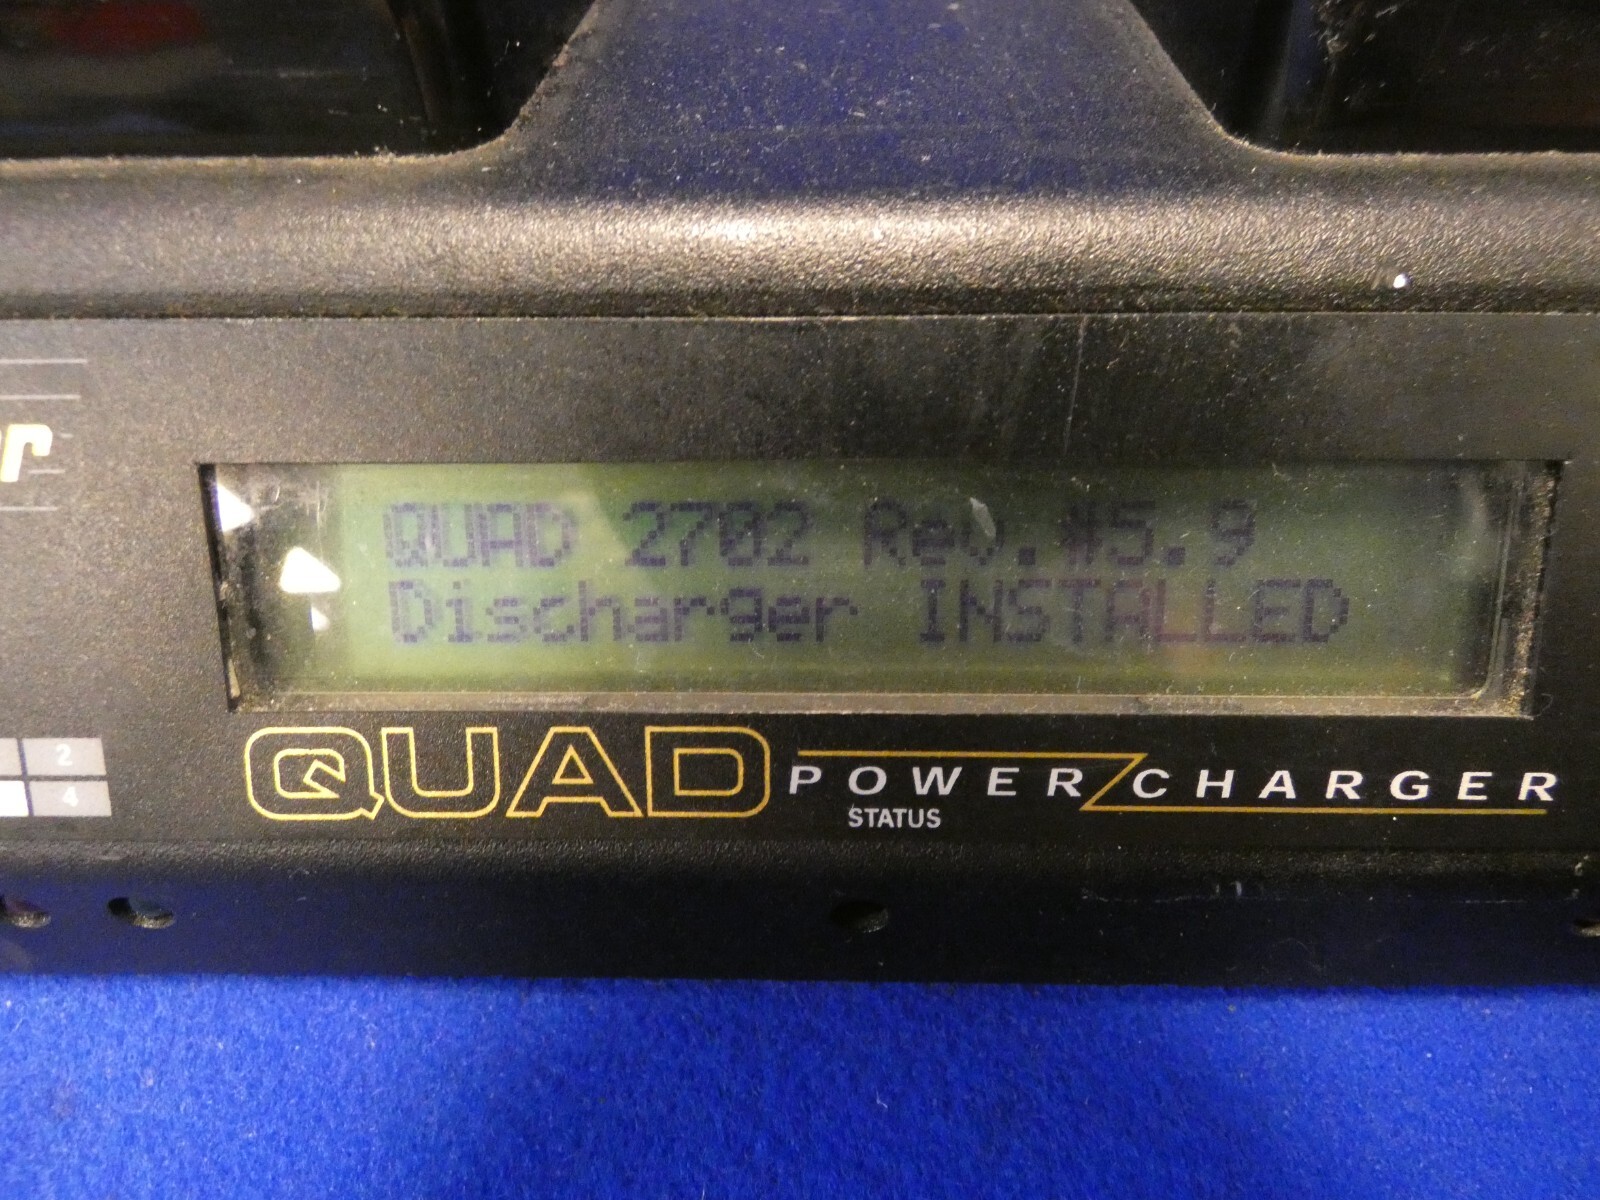 r
QUAD 2702 Rev.#5.9
Discharger INSTALLED
2
4
QUAD POWER CHARGER
STATUS